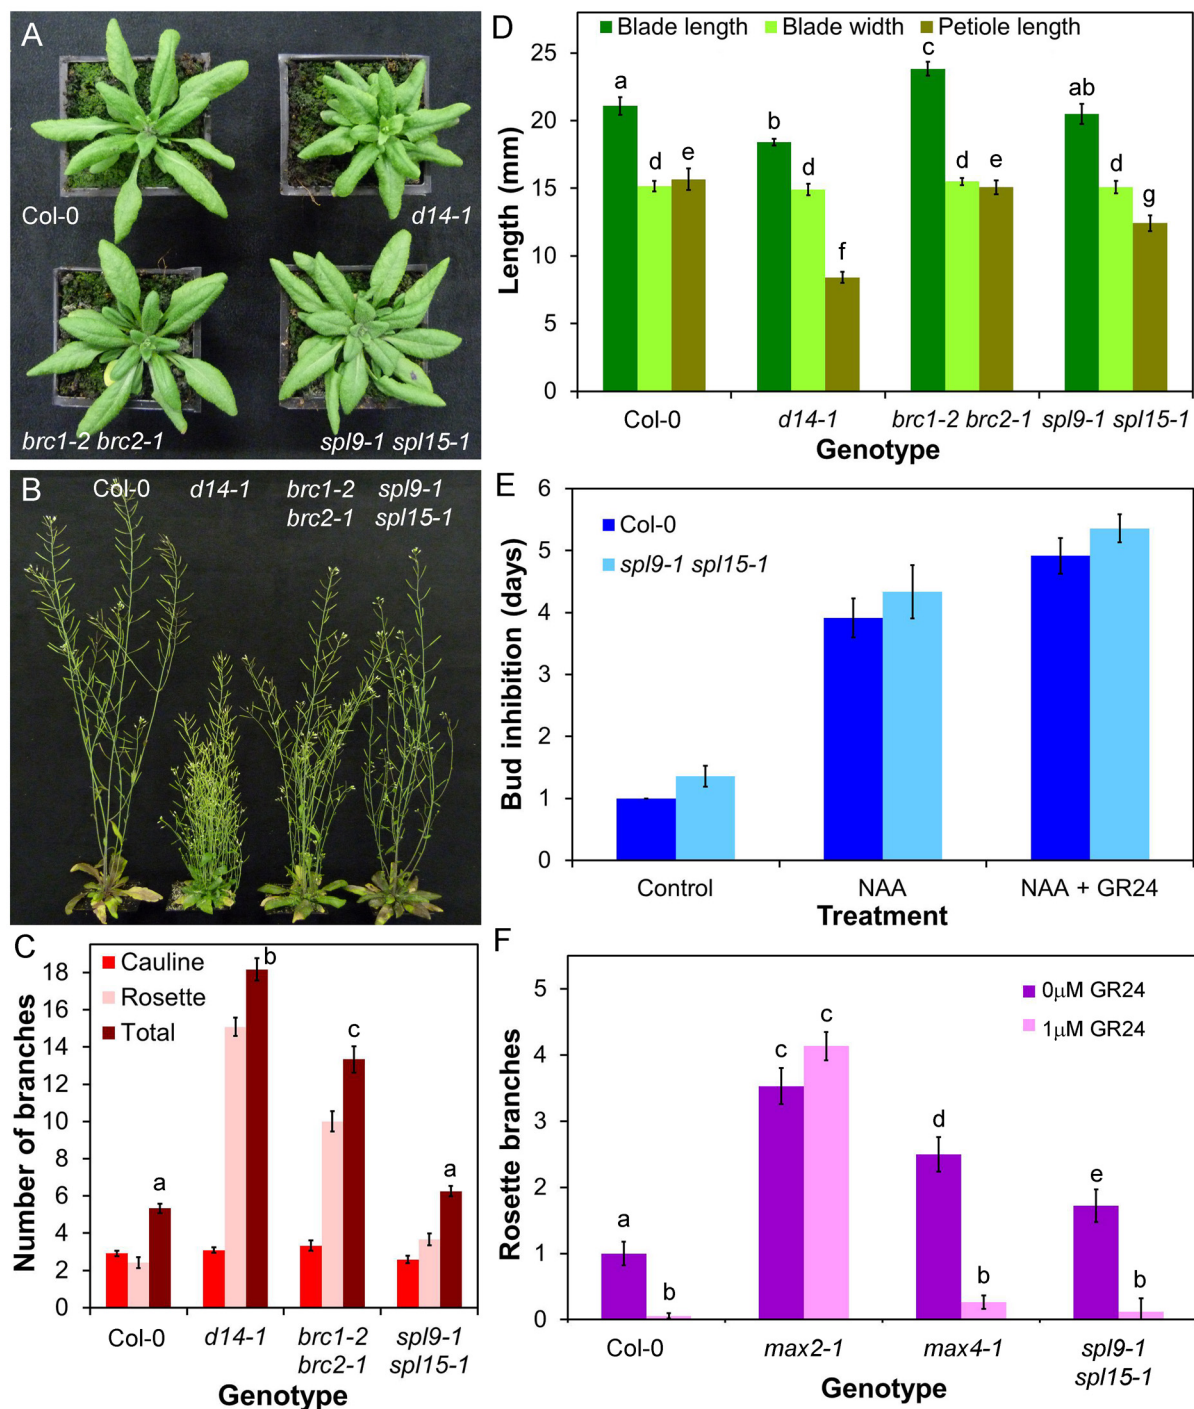 A
Col-0
d14-1
brc1-2 brc2-1
spl9-1 spl15-1
B
Col-0 d14-1 brc1-2 spl9-1
brc2-1 spl15-1
C
Number of branches
18
16
14
12
10
8
6
4
2
0
Cauline
Rosette
Total
a
b
c
a
Col-0 d14-1 brc1-2 spl9-1
brc2-1 spl15-1
Genotype
D
Length (mm)
25
20
15
10
5
0
Blade length Blade width Petiole length
a d e
b d f
c d e
ab d g
Col-0 d14-1 brc1-2 brc2-1 spl9-1 spl15-1
Genotype
E
Bud inhibition (days)
6
5
4
3
2
1
0
Col-0
spl9-1 spl15-1
Control NAA NAA + GR24
Treatment
F
Rosette branches
5
4
3
2
1
0
0μM GR24
1μM GR24
a b
c c
d b
e b
Col-0 max2-1 max4-1 spl9-1
spl15-1
Genotype